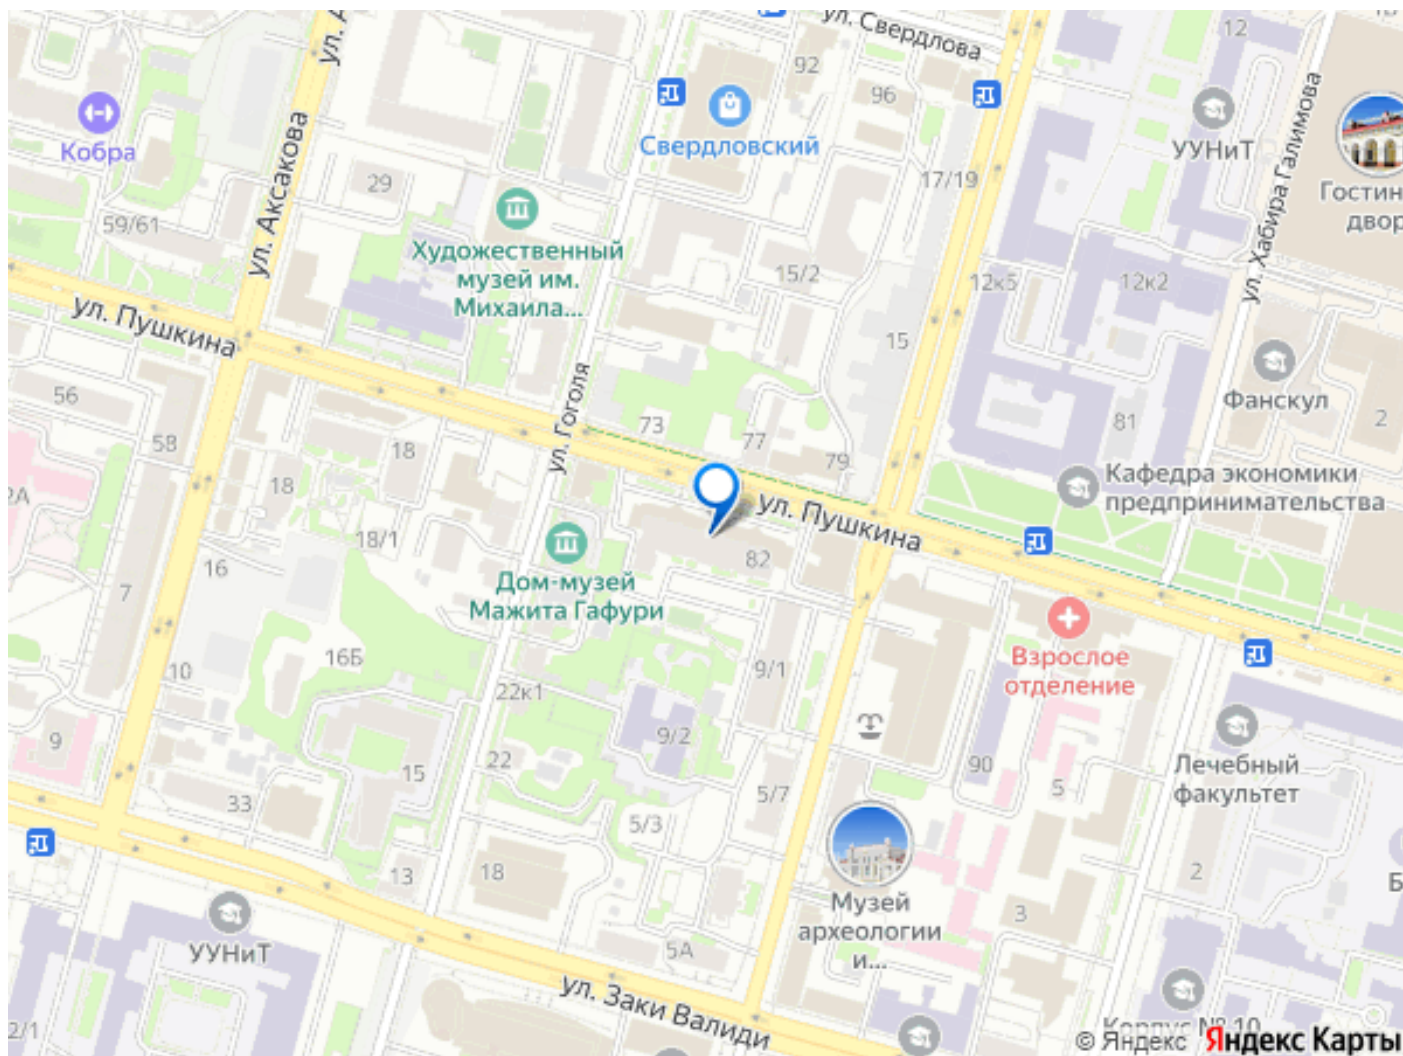 ул. Свердлова
12
92
96
Кобра
Свердловский
УУНиТ
ул. Аксакова
29
17/19
ул. Хабира Галимова
Гостин
двор
59/61
Художественный
музей им.
Михаила...
15/2
12к5
12к2
ул. Пушкина
15
56
ул. Гоголя
Фанскул
2
58
18
73
77
79
81
Кафедра экономики
предпринимательства
18
ул. Пушкина
РА
18/1
82
16
Дом-музей
Мажита Гафури
7
Взрослое
отделение
16Б
10
22к1
9/1
9
9/2
22
15
90
Лечебный
факультет
33
5/7
5
5/3
13
18
2
Музей
археологии
и...
3
УУНиТ
5А
ул. Заки Валиди
2/1
Корпус № 10
© Яндекс Яндекс Карты